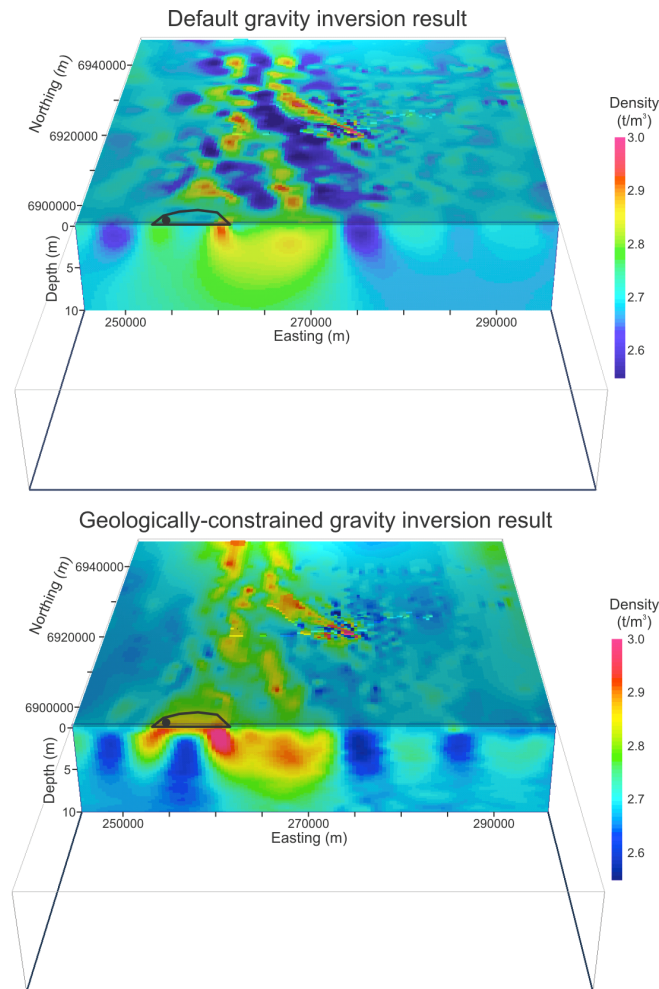 Default gravity inversion result
Northing (m)
6940000
6920000
6900000
Density
(t/m³)
3.0
2.9
2.8
2.7
2.6
Depth (m)
0
5
10
250000
270000
290000
Easting (m)
Geologically-constrained gravity inversion result
Northing (m)
6940000
6920000
6900000
Density
(t/m³)
3.0
2.9
2.8
2.7
2.6
Depth (m)
0
5
10
250000
270000
290000
Easting (m)